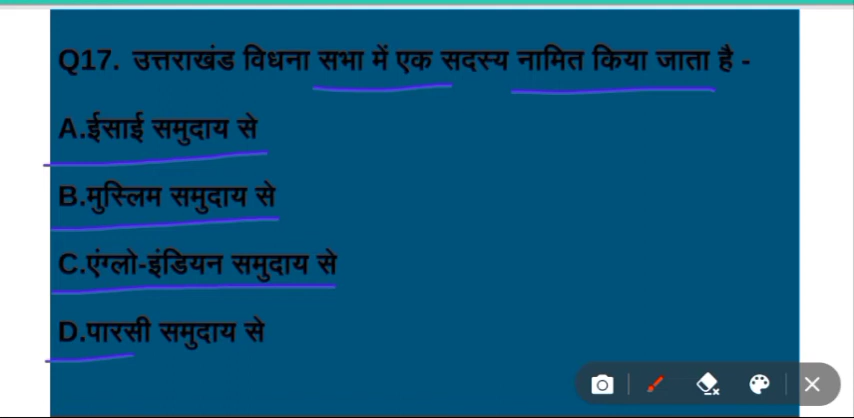 Q17. उत्तराखंड विधना सभा में एक सदस्य नामित किया जाता है -
A.ईसाई समुदाय से
B.मुस्लिम समुदाय से
C.एंग्लो-इंडियन समुदाय से
D.पारसी समुदाय से